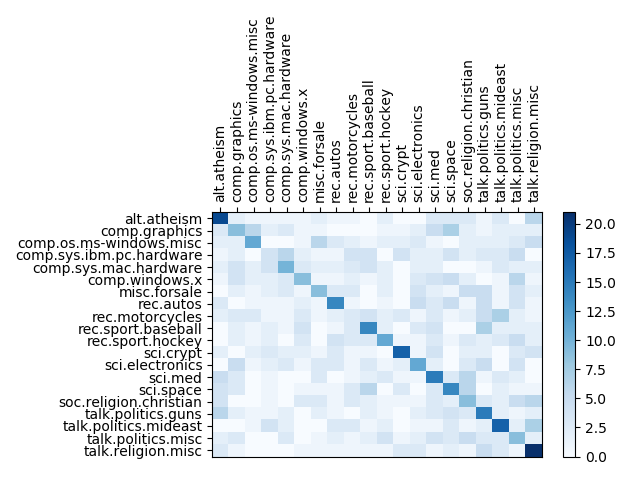 alt.atheism
comp.graphics
comp.os.ms-windows.misc
comp.sys.ibm.pc.hardware
comp.sys.mac.hardware
comp.windows.x
misc.forsale
rec.autos
rec.motorcycles
rec.sport.baseball
rec.sport.hockey
sci.crypt
sci.electronics
sci.med
sci.space
soc.religion.christian
talk.politics.guns
talk.politics.mideast
talk.politics.misc
talk.religion.misc
alt.atheism
comp.graphics
comp.os.ms-windows.misc
comp.sys.ibm.pc.hardware
comp.sys.mac.hardware
comp.windows.x
misc.forsale
rec.autos
rec.motorcycles
rec.sport.baseball
rec.sport.hockey
sci.crypt
sci.electronics
sci.med
sci.space
soc.religion.christian
talk.politics.guns
talk.politics.mideast
talk.politics.misc
talk.religion.misc
20.0
17.5
15.0
12.5
10.0
7.5
5.0
2.5
0.0